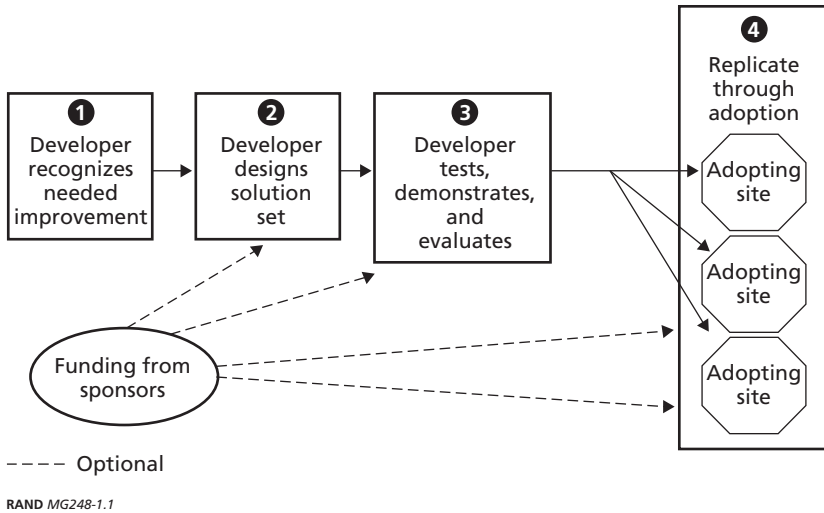 1
Developer
recognizes
needed
improvement
2
Developer
designs
solution
set
3
Developer
tests,
demonstrates,
and
evaluates
4
Replicate
through
adoption
Adopting
site
Adopting
site
Adopting
site
Funding from
sponsors
Optional
RAND MG248-1.1